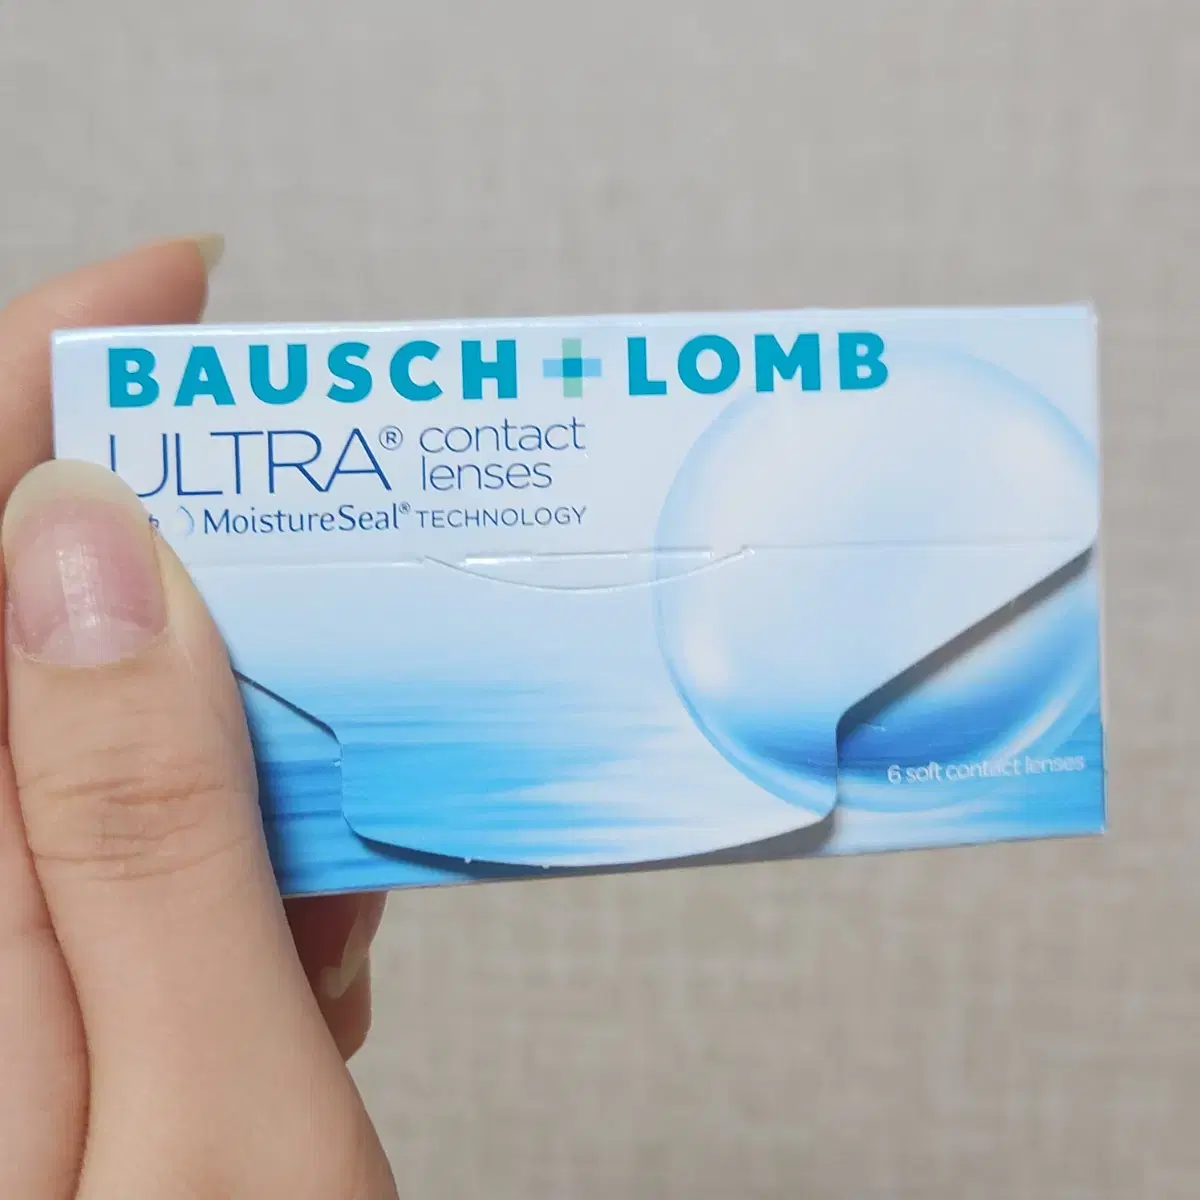 BAUSCH + LOMB
ULTRA® contact
lenses
MoistureSeal® TECHNOLOGY
6 soft contact lenses